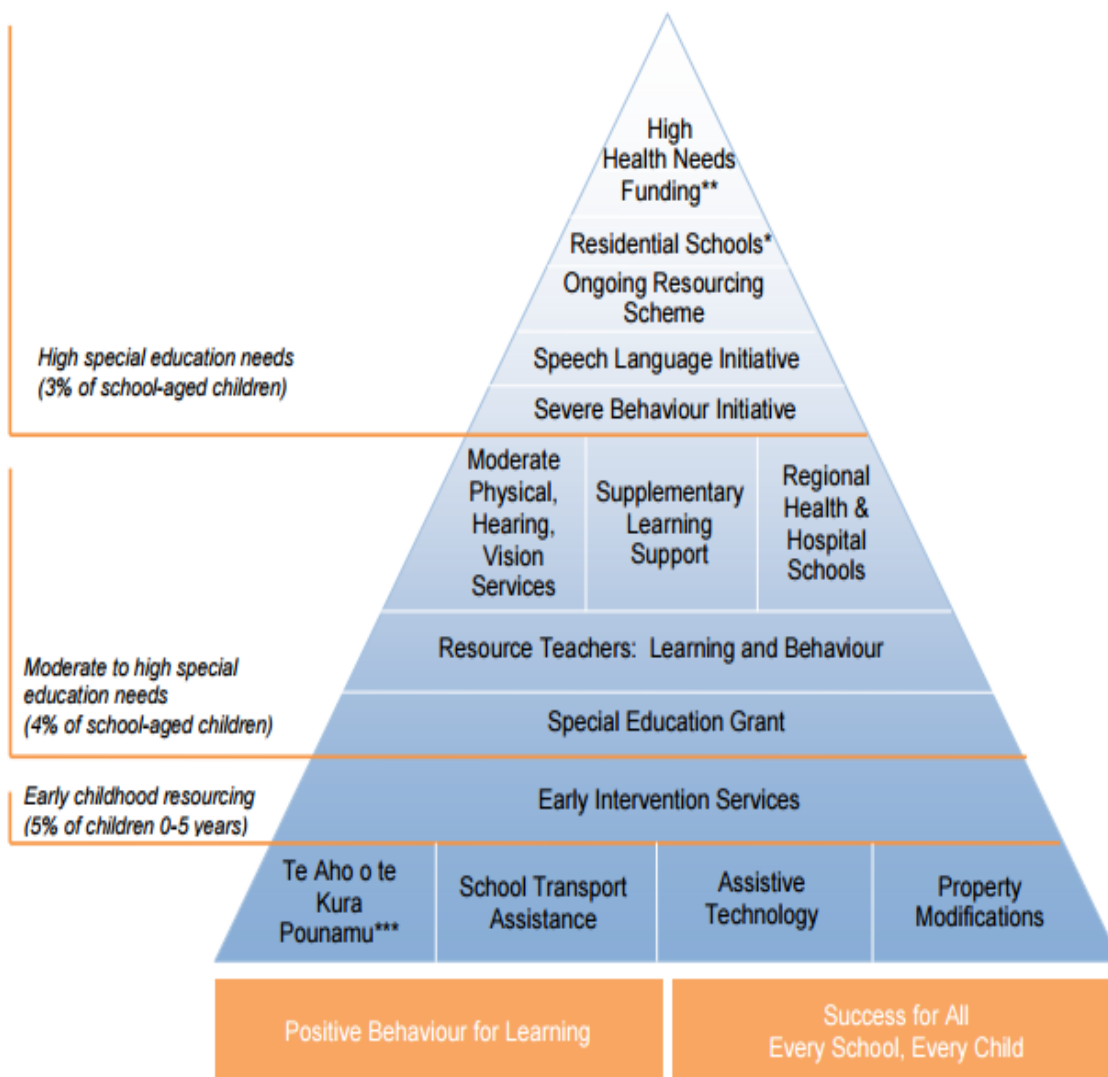 High
Health Needs
Funding**
Residential Schools*
Ongoing Resourcing
Scheme
High special education needs
(3% of school-aged children)
Speech Language Initiative
Severe Behaviour Initiative
Moderate
Physical,
Hearing,
Vision
Services
Supplementary
Learning
Support
Regional
Health &
Hospital
Schools
Resource Teachers:  Learning and Behaviour
Moderate to high special
education needs
(4% of school-aged children)
Special Education Grant
Early childhood resourcing
(5% of children 0-5 years)
Early Intervention Services
Te Aho o te
Kura
Pounamu***
School Transport
Assistance
Assistive
Technology
Property
Modifications
Positive Behaviour for Learning
Success for All
Every School, Every Child